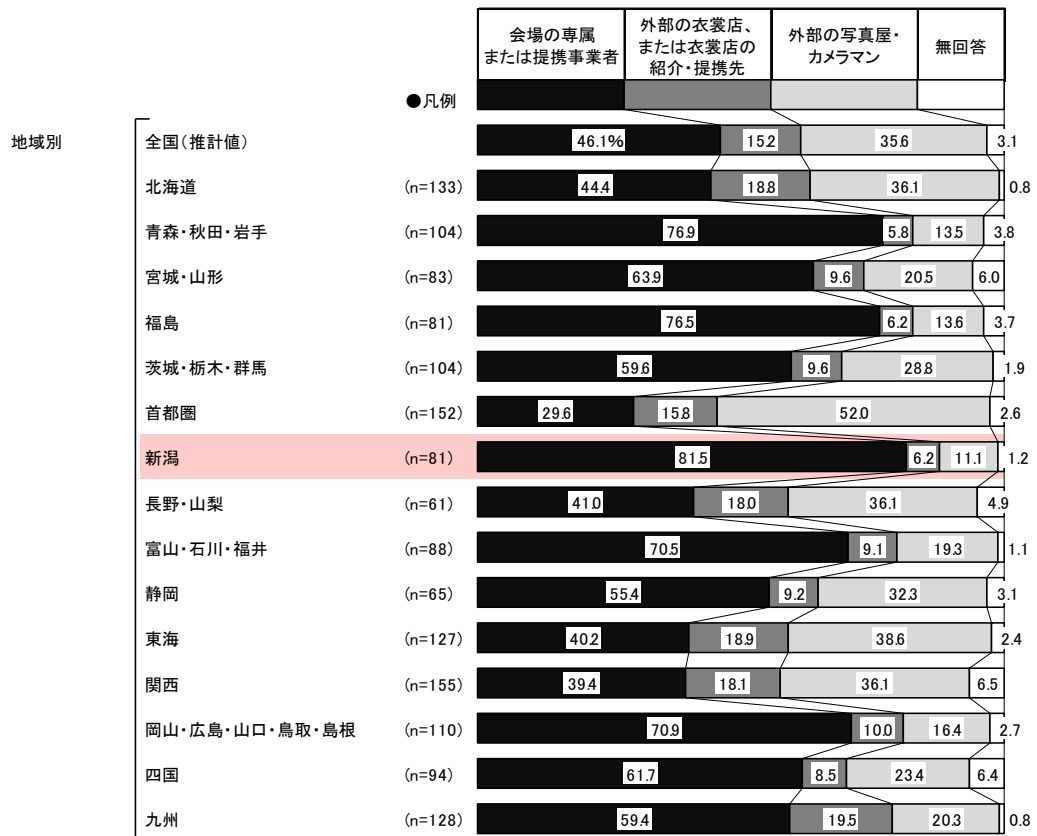 会場の専属
または提携事業者
外部の衣裳店、
または衣裳店の
紹介・提携先
外部の写真屋・
カメラマン
無回答
●凡例
地域別
全国（推計値） 46.1% 15.2 35.6 3.1
北海道 (n=133) 44.4 18.8 36.1 0.8
青森・秋田・岩手 (n=104) 76.9 5.8 13.5 3.8
宮城・山形 (n=83) 63.9 9.6 20.5 6.0
福島 (n=81) 76.5 6.2 13.6 3.7
茨城・栃木・群馬 (n=104) 59.6 9.6 28.8 1.9
首都圏 (n=152) 29.6 15.8 52.0 2.6
新潟 (n=81) 81.5 6.2 11.1 1.2
長野・山梨 (n=61) 41.0 18.0 36.1 4.9
富山・石川・福井 (n=88) 70.5 9.1 19.3 1.1
静岡 (n=65) 55.4 9.2 32.3 3.1
東海 (n=127) 40.2 18.9 38.6 2.4
関西 (n=155) 39.4 18.1 36.1 6.5
岡山・広島・山口・鳥取・島根 (n=110) 70.9 10.0 16.4 2.7
四国 (n=94) 61.7 8.5 23.4 6.4
九州 (n=128) 59.4 19.5 20.3 0.8